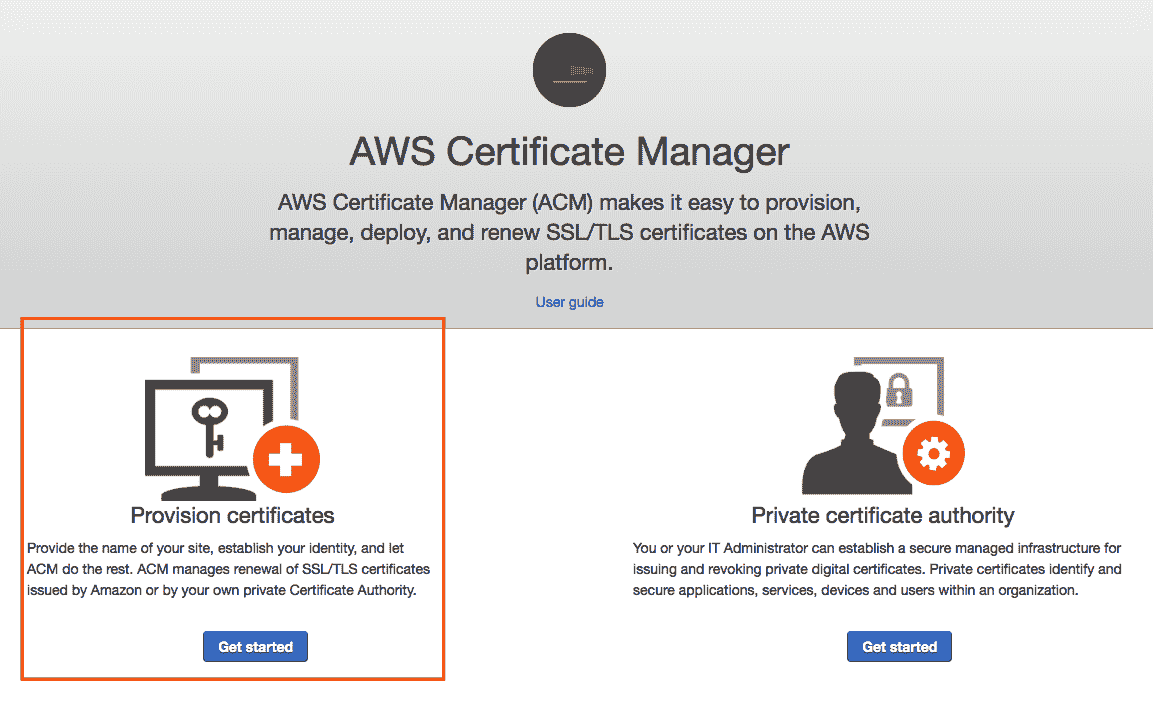 AWS Certificate Manager
AWS Certificate Manager (ACM) makes it easy to provision,
manage, deploy, and renew SSL/TLS certificates on the AWS
platform.
User guide
Provision certificates
Provide the name of your site, establish your identity, and let
ACM do the rest. ACM manages renewal of SSL/TLS certificates
issued by Amazon or by your own private Certificate Authority.
Get started
Private certificate authority
You or your IT Administrator can establish a secure managed infrastructure for
issuing and revoking private digital certificates. Private certificates identify and
secure applications, services, devices and users within an organization.
Get started